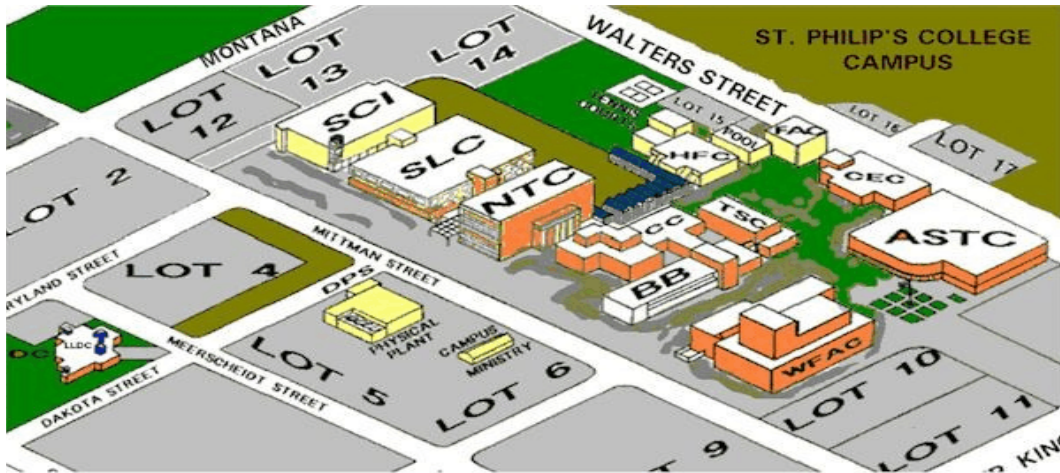 MONTANA
LOT
13
LOT
14
WALTERS STREET
ST. PHILIP'S COLLEGE
CAMPUS
LOT
12
SCI
LOT 15
POOL
FAC
LOT 16
LOT 17
LOT 2
SLC
HFC
CEC
NTC
TSC
CC
ASTC
MITTMAN STREET
LOT 4
DPS
BB
PHYSICAL
PLANT
CAMPUS
MINISTRY
LLDC
MEERSCHEIDT STREET
DAKOTA STREET
LOT 5
LOT 6
WFAC
LOT 10
LOT 11
9